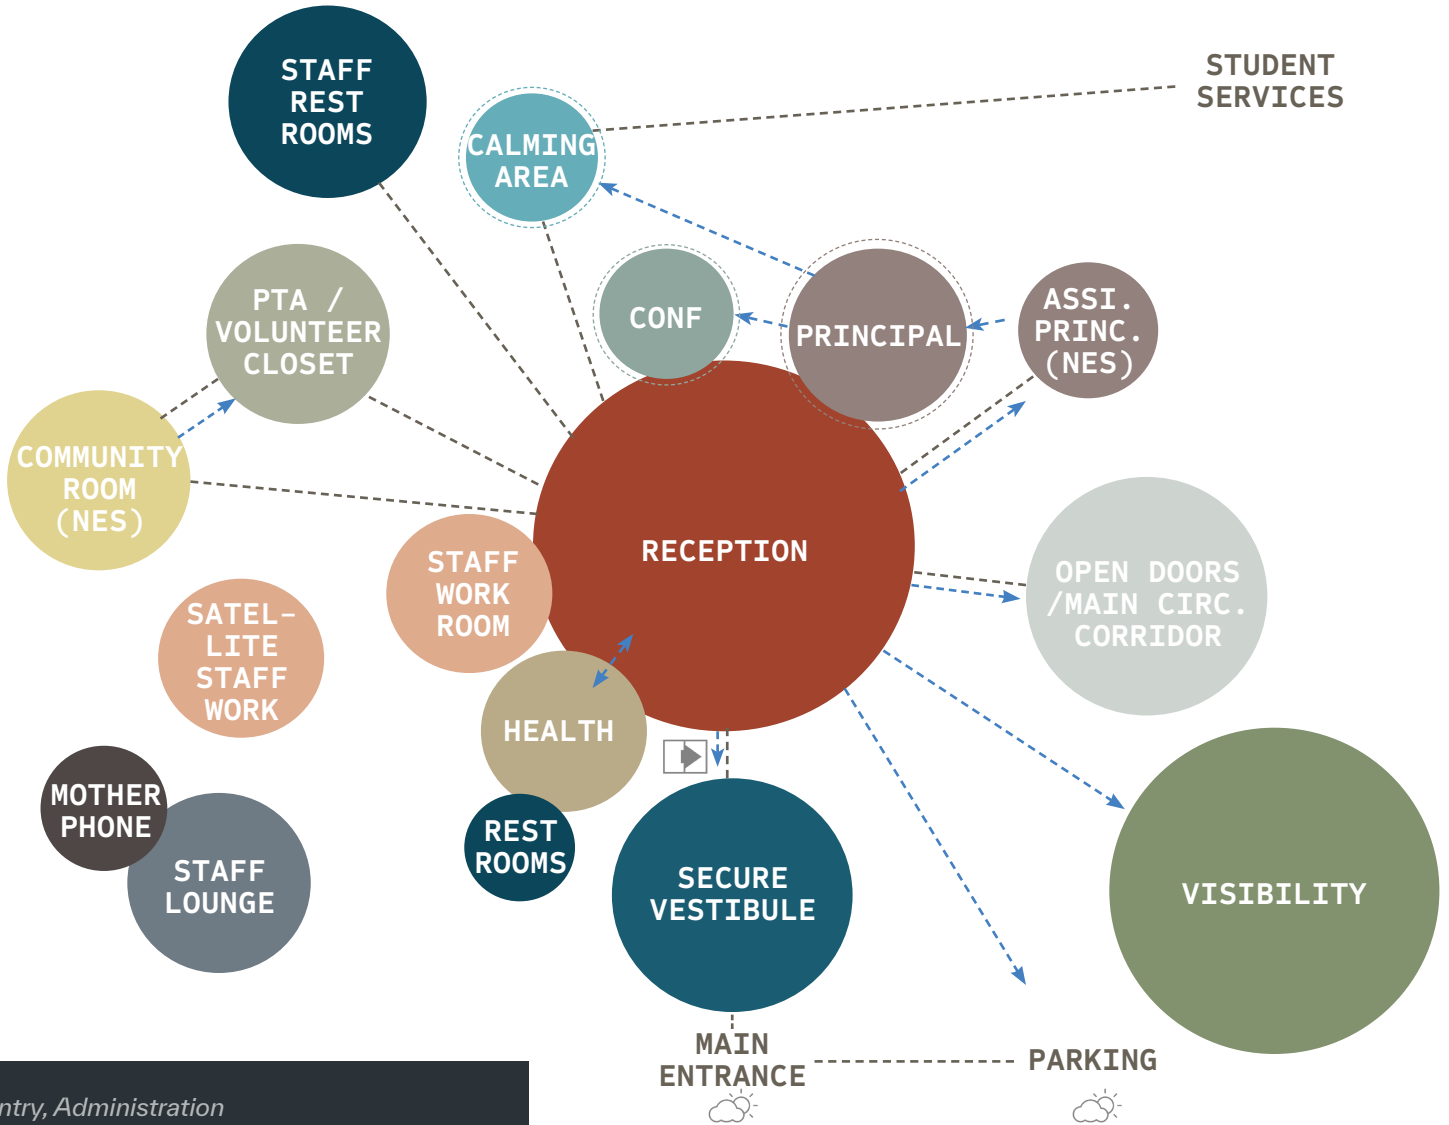 STAFF
REST
ROOMS
STUDENT
SERVICES
CALMING
AREA
PTA /
VOLUNTEER
CLOSET
CONF
PRINCIPAL
ASSI.
PRINC.
(NES)
COMMUNITY
ROOM
(NES)
RECEPTION
STAFF
WORK
ROOM
OPEN DOORS
/MAIN CIRC.
CORRIDOR
SATEL-
LITE
STAFF
WORK
HEALTH
MOTHER
PHONE
STAFF
LOUNGE
REST
ROOMS
SECURE
VESTIBULE
VISIBILITY
MAIN
ENTRANCE
PARKING
ntry, Administration